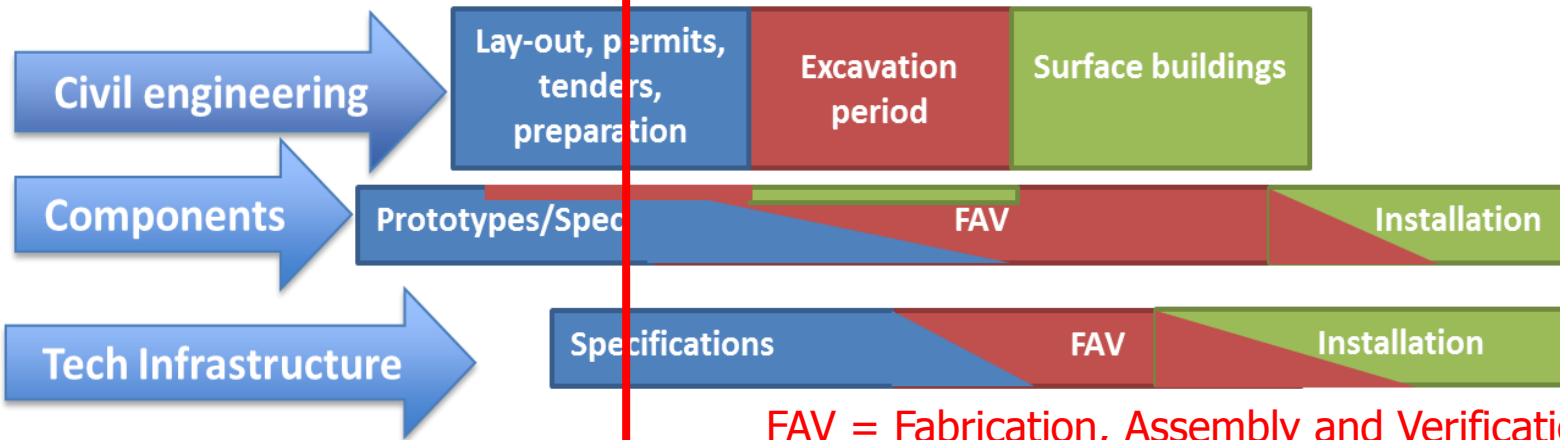 Civil engineering
Lay-out, permits,
tenders,
preparation
Excavation
period
Surface buildings
Components
Prototypes/Spec
FAV
Installation
Tech Infrastructure
Specifications
FAV
Installation
FAV = Fabrication, Assembly and Verificatio